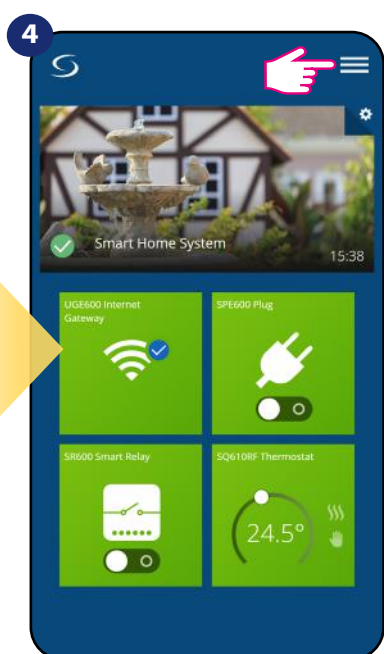 4
Smart Home System
15:38
UGE600 Internet
Gateway
SPE600 Plug
SR600 Smart Relay
SQ610RF Thermostat
24.5°